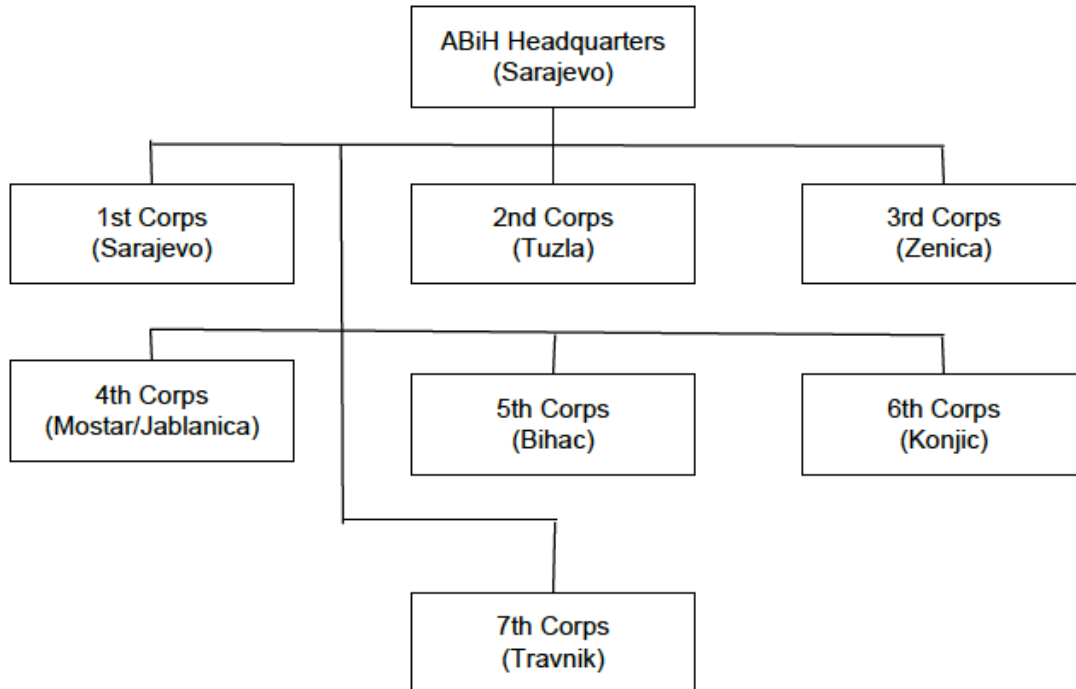 ABiH Headquarters
(Sarajevo)
1st Corps
(Sarajevo)
2nd Corps
(Tuzla)
3rd Corps
(Zenica)
4th Corps
(Mostar/Jablanica)
5th Corps
(Bihac)
6th Corps
(Konjic)
7th Corps
(Travnik)